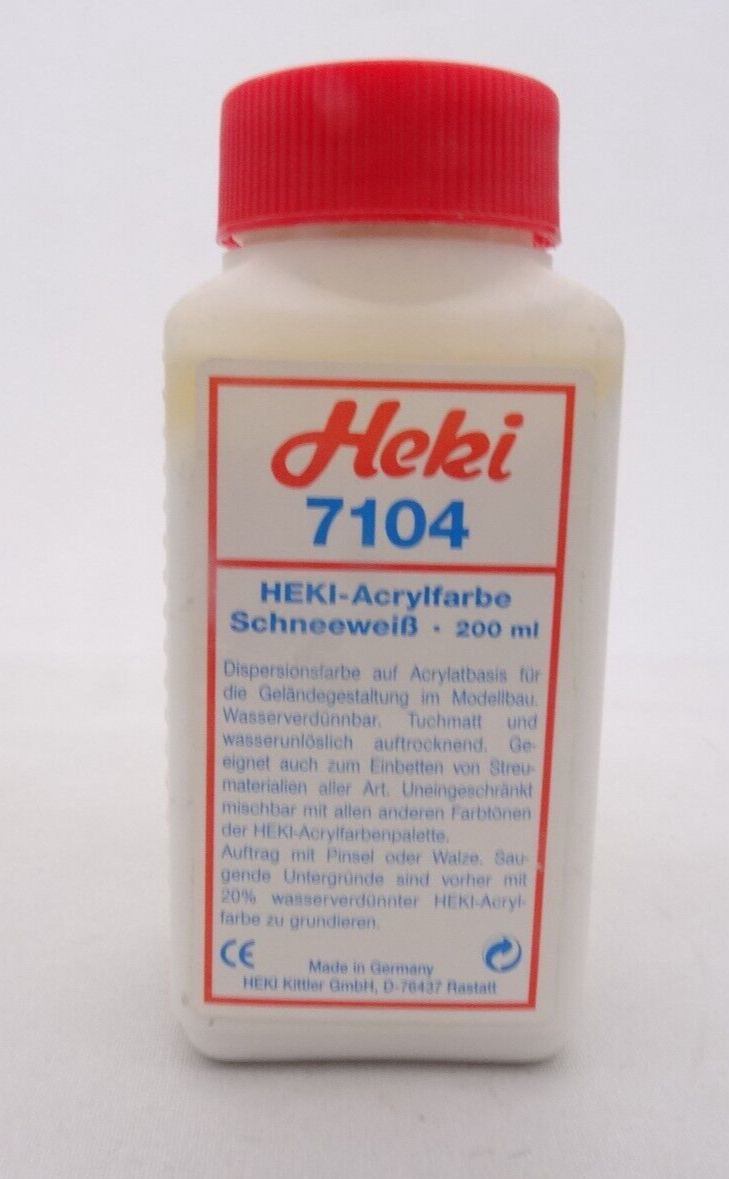 Heki
7104
HEKI-Acrylfarbe
Schneeweiß · 200 ml
Dispersionsfarbe auf Acrylatbasis für
die Geländegestaltung im Modellbau.
Wasserverdünnbar. Tuchmatt und
wasserunlöslich auftrocknend. Ge-
eignet auch zum Einbetten von Streu-
materialien aller Art. Uneingeschränkt
mischbar mit allen anderen Farbtönen
der HEKI-Acrylfarbenpalette.
Auftrag mit Pinsel oder Walze. Sau-
gende Untergründe sind vorher mit
20% wasserverdünnter HEKI-Acryl-
farbe zu grundieren.
CE
Made in Germany
HEKI Kittler GmbH, D-76437 Rastatt